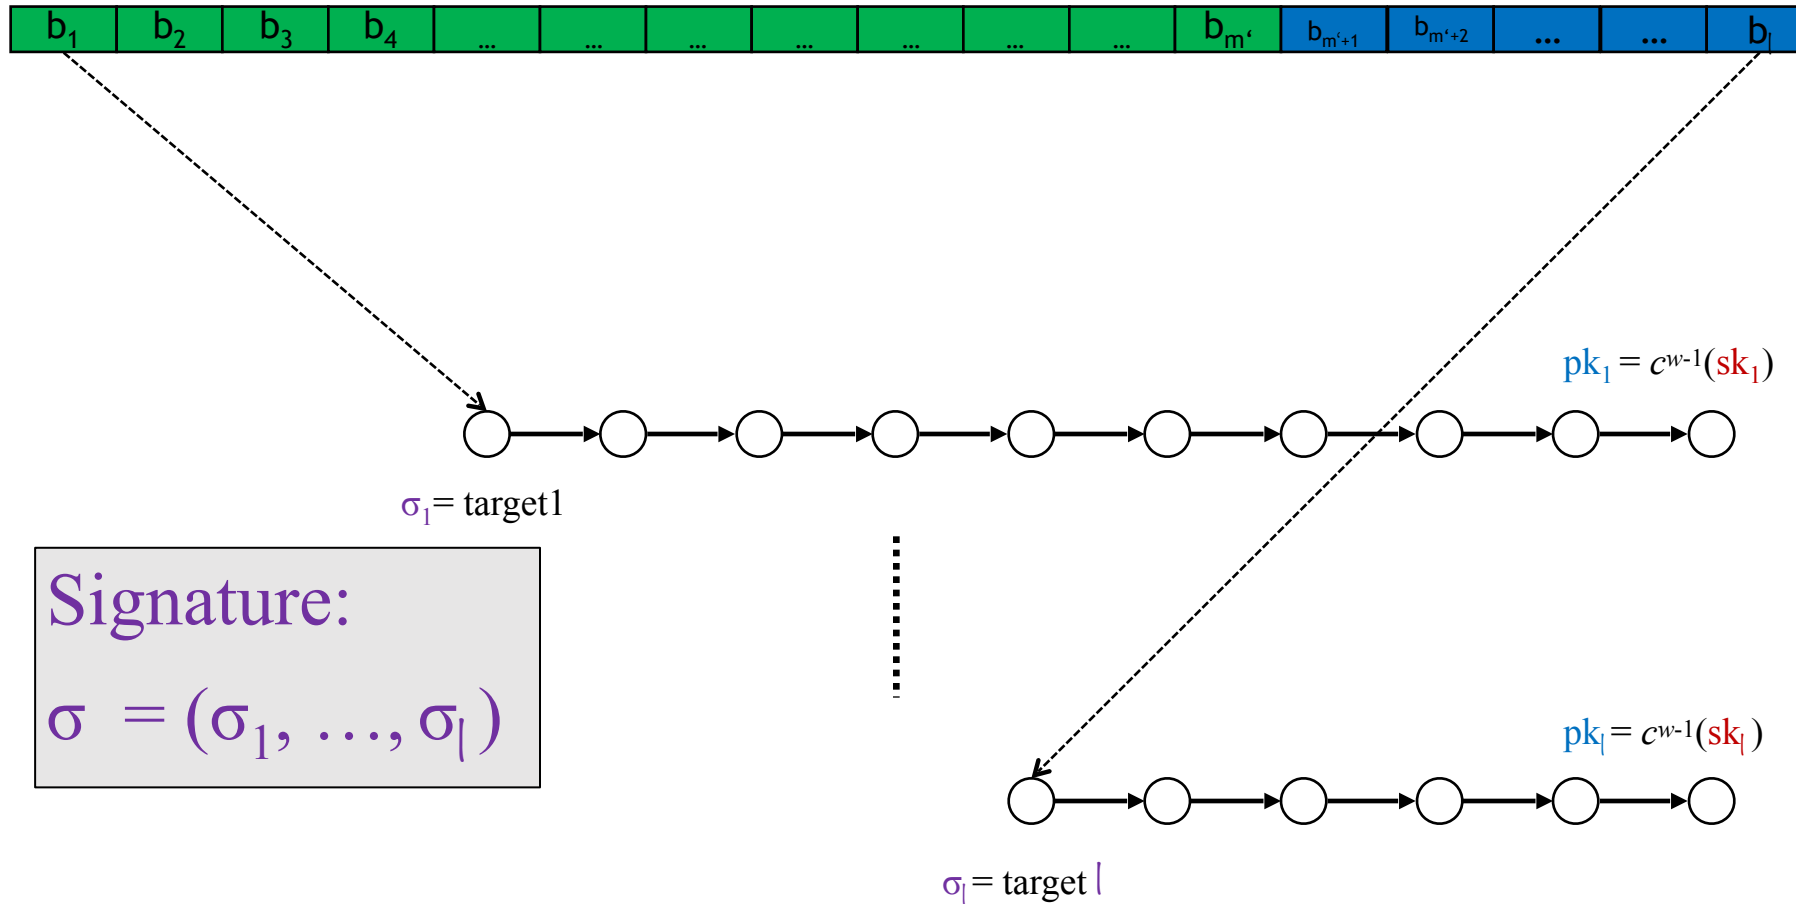 b₁ b₂ b₃ b₄ ... ... ... ... ... ... ... bₘ‘ bₘ‘₊₁ bₘ‘₊₂ ... ... bₗ
pk₁ = cʷ⁻¹(sk₁)
σ₁= target1
Signature:
σ = (σ₁, …, σₗ)
pkₗ = cʷ⁻¹(skₗ)
σₗ = target l